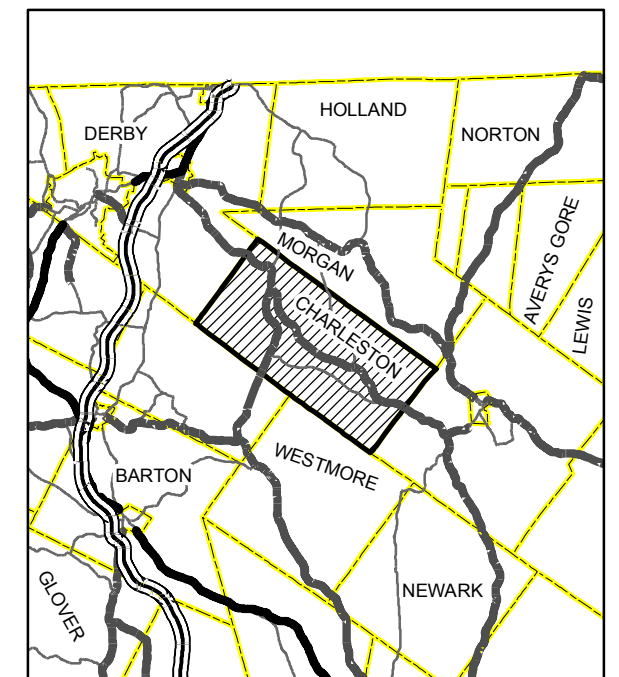 HOLLAND
DERBY
NORTON
AVERYS GORE
MORGAN
CHARLESTON
LEWIS
WESTMORE
BARTON
NEWARK
GLOVER